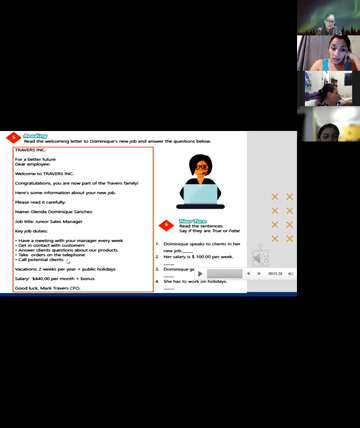 5 Reading
Read the welcoming letter to Dominique's new job and answer the questions below.
TRAVERS INC.
For a better future
Dear employee:
Welcome to TRAVERS INC.
Congratulations, you are now part of the Travers family!
Here's some information about your new job,
Please read it carefully.
Name: Glenda Dominique Sánchez
Job title: Junior Sales Manager
Key job duties:
• Have a meeting with your manager every week
• Get in contact with customers
• Answer clients questions about our products
• Take orders on the telephone
• Call potential clients.
Vacations: 2 weeks per year + public holidays
Salary: $440,00 per month + bonus
Good luck, Mark Travers CFO.
6 Your Turn
Read the sentences.
Say if they are True or False
1. Dominique speaks to clients in her
new job.____
2. Her salary is $ 100.00 per week.
____
3. Dominique
____
4. She has to work on holidays.
____